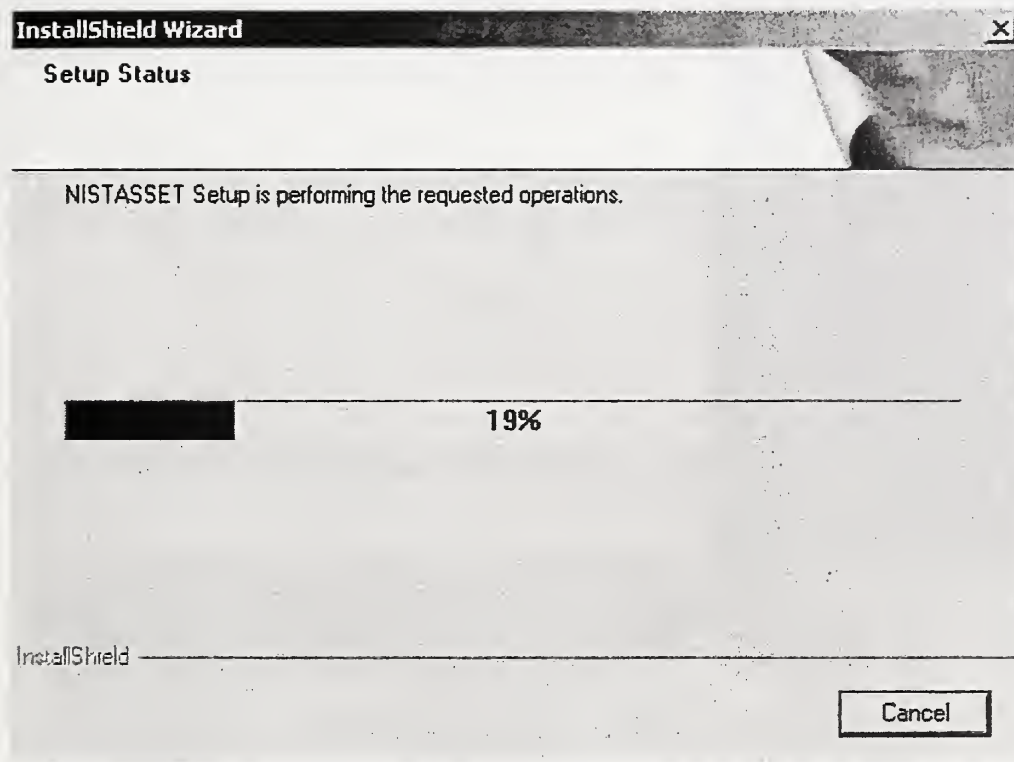 InstallShield Wizard
Setup Status
NISTASSET Setup is performing the requested operations.
19%
InstallShield
Cancel